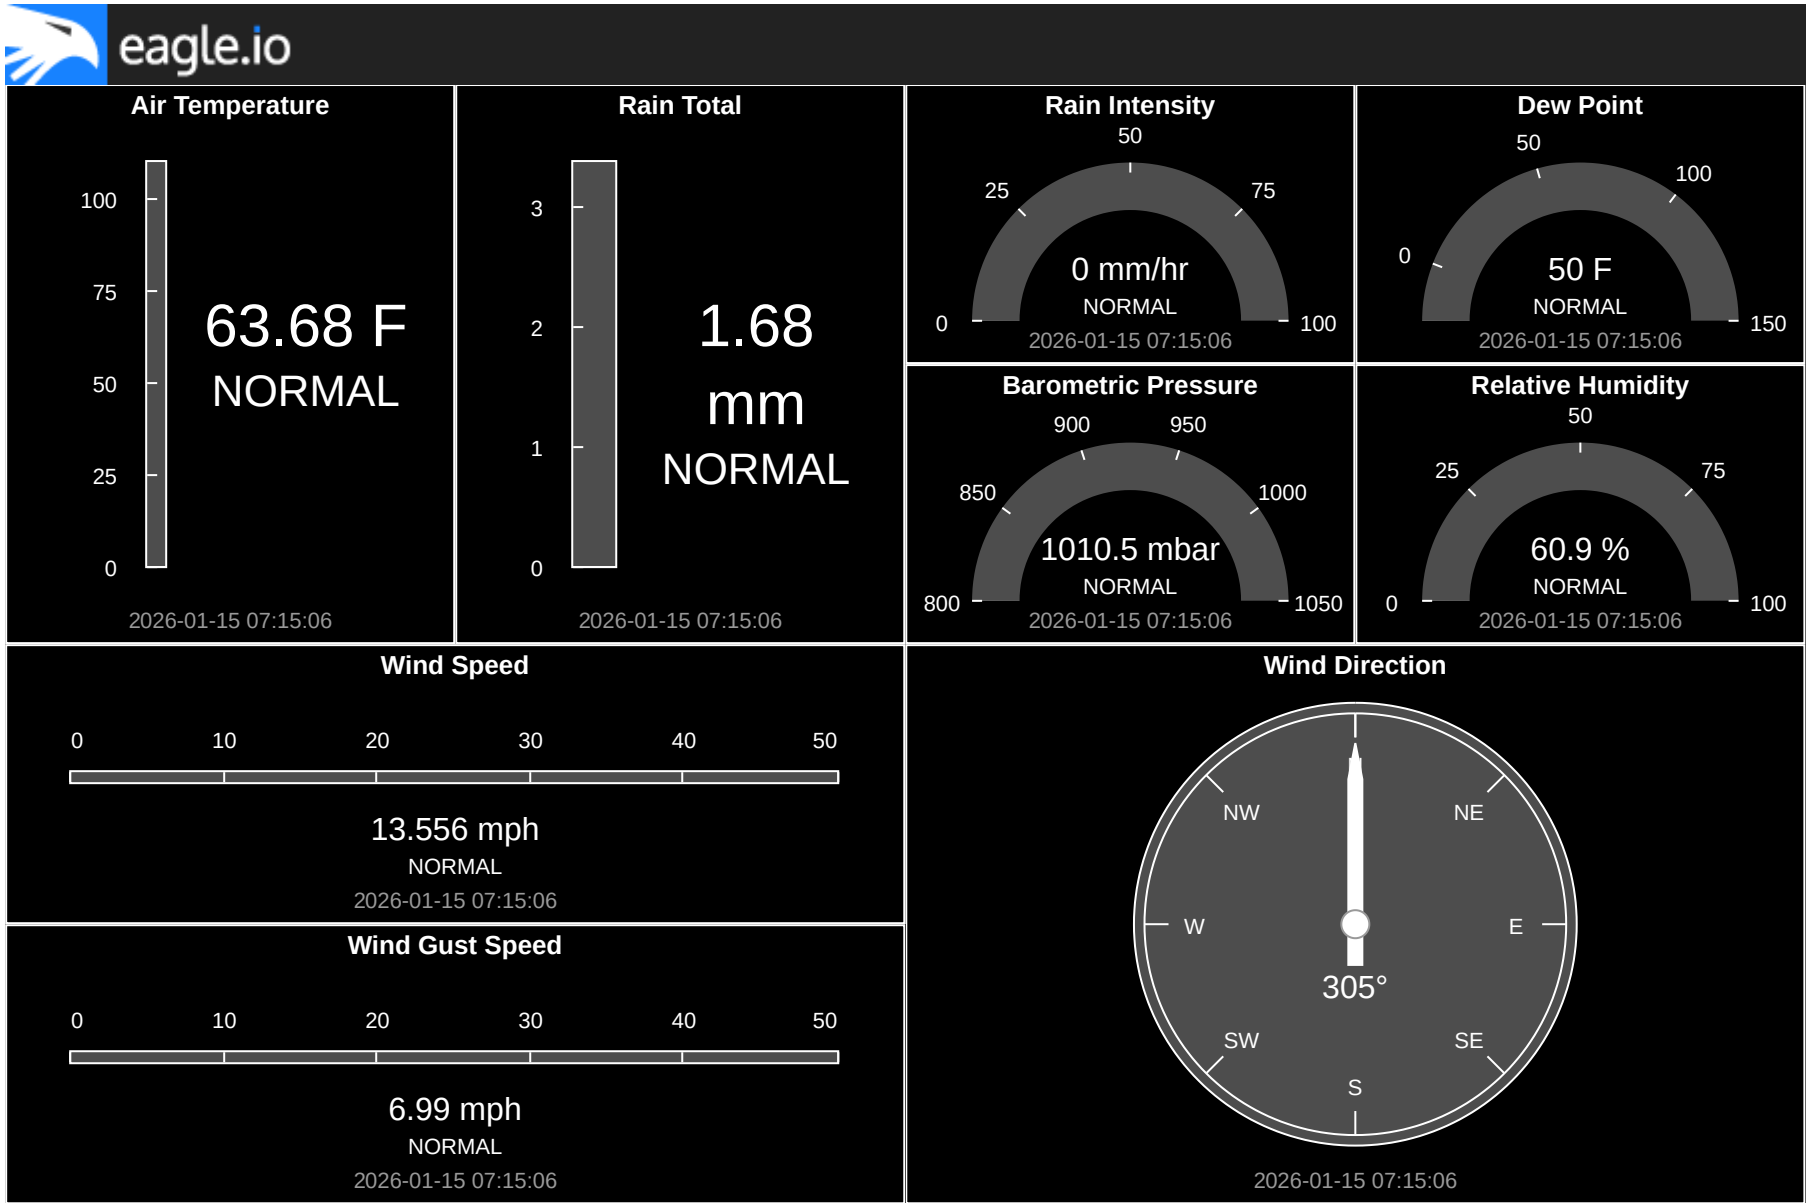 eagle.io
Air Temperature
100
75
50
25
0
63.68 F
NORMAL
2026-01-15 07:15:06
Rain Total
3
2
1
0
1.68
mm
NORMAL
2026-01-15 07:15:06
Rain Intensity
0
25
50
75
100
0 mm/hr
NORMAL
2026-01-15 07:15:06
Dew Point
0
50
100
150
50 F
NORMAL
2026-01-15 07:15:06
Barometric Pressure
800
850
900
950
1000
1050
1010.5 mbar
NORMAL
2026-01-15 07:15:06
Relative Humidity
0
25
50
75
100
60.9 %
NORMAL
2026-01-15 07:15:06
Wind Speed
0 10 20 30 40 50
13.556 mph
NORMAL
2026-01-15 07:15:06
Wind Gust Speed
0 10 20 30 40 50
6.99 mph
NORMAL
2026-01-15 07:15:06
Wind Direction
NW NE
W E
305°
SW SE
S
2026-01-15 07:15:06